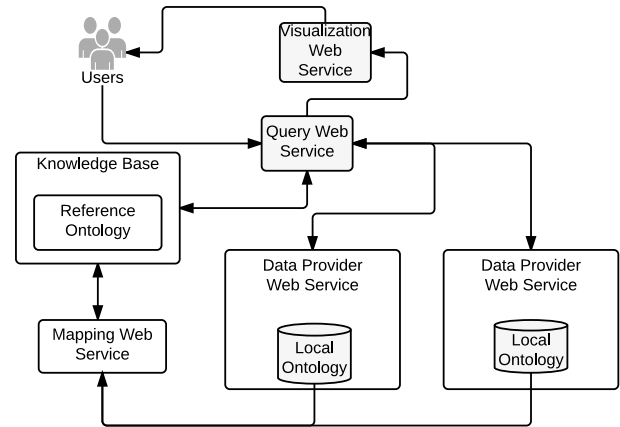 Visualization
Web
Service
Users
Query Web
Service
Knowledge Base
Reference
Ontology
Data Provider
Web Service
Data Provider
Web Service
Mapping Web
Service
Local
Ontology
Local
Ontology